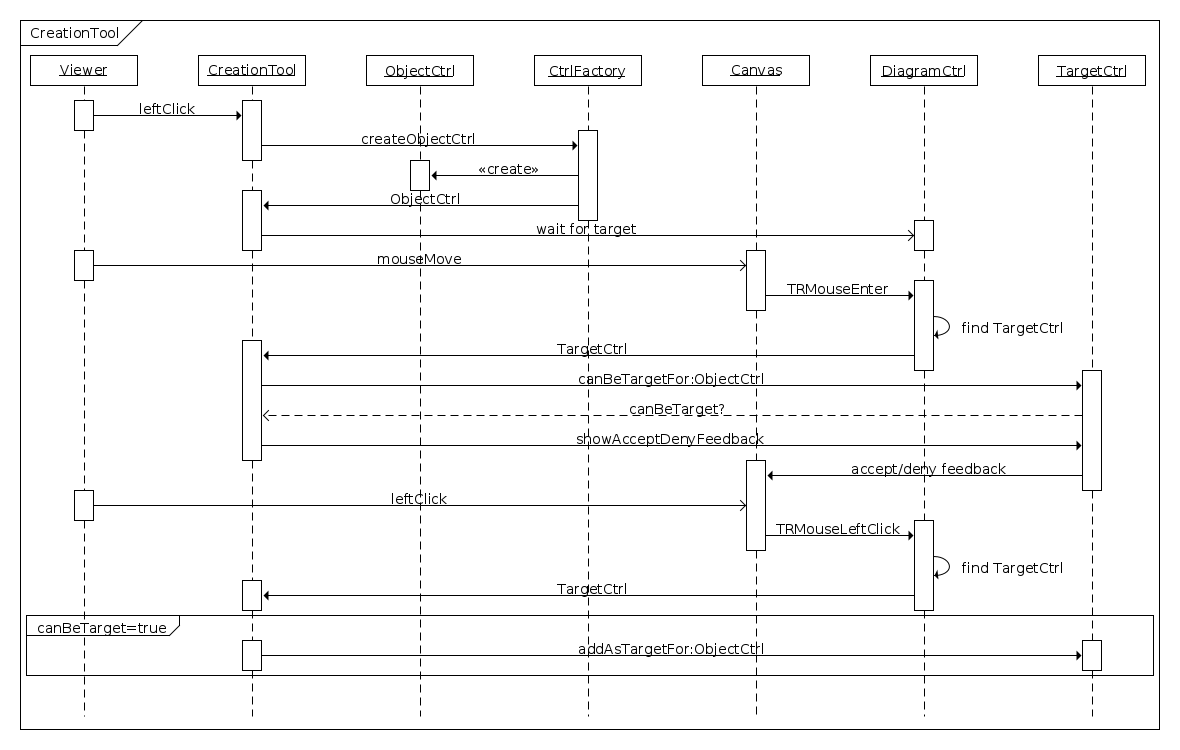 CreationTool
Viewer
CreationTool
ObjectCtrl
CtrlFactory
Canvas
DiagramCtrl
TargetCtrl
leftClick
createObjectCtrl
«create»
ObjectCtrl
wait for target
mouseMove
TRMouseEnter
find TargetCtrl
TargetCtrl
canBeTargetFor:ObjectCtrl
canBeTarget?
showAcceptDenyFeedback
accept/deny feedback
leftClick
TRMouseLeftClick
find TargetCtrl
TargetCtrl
canBeTarget=true
addAsTargetFor:ObjectCtrl